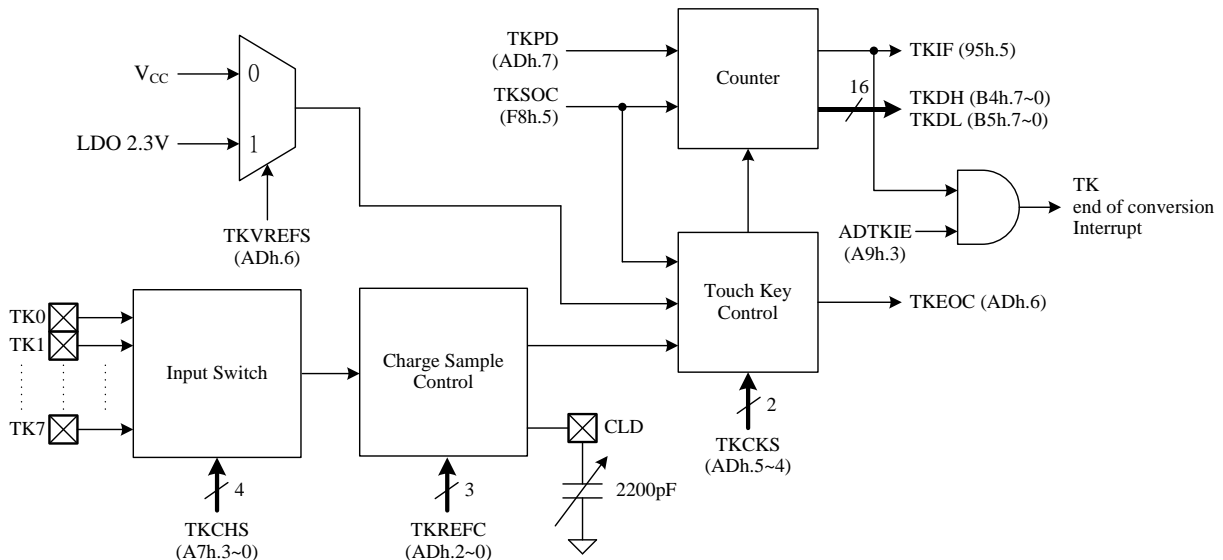 TKPD
(ADh.7)
TKSOC
(F8h.5)
Counter
TKIF (95h.5)
16
TKDH (B4h.7~0)
TKDL (B5h.7~0)
VCC
0
LDO 2.3V
1
TKVREFS
(ADh.6)
TK
end of conversion
Interrupt
ADTKIE
(A9h.3)
Touch Key
Control
TKEOC (ADh.6)
TK0
TK1
TK7
Input Switch
Charge Sample
Control
CLD
2200pF
2
TKCKS
(ADh.5~4)
4
TKCHS
(A7h.3~0)
3
TKREFC
(ADh.2~0)